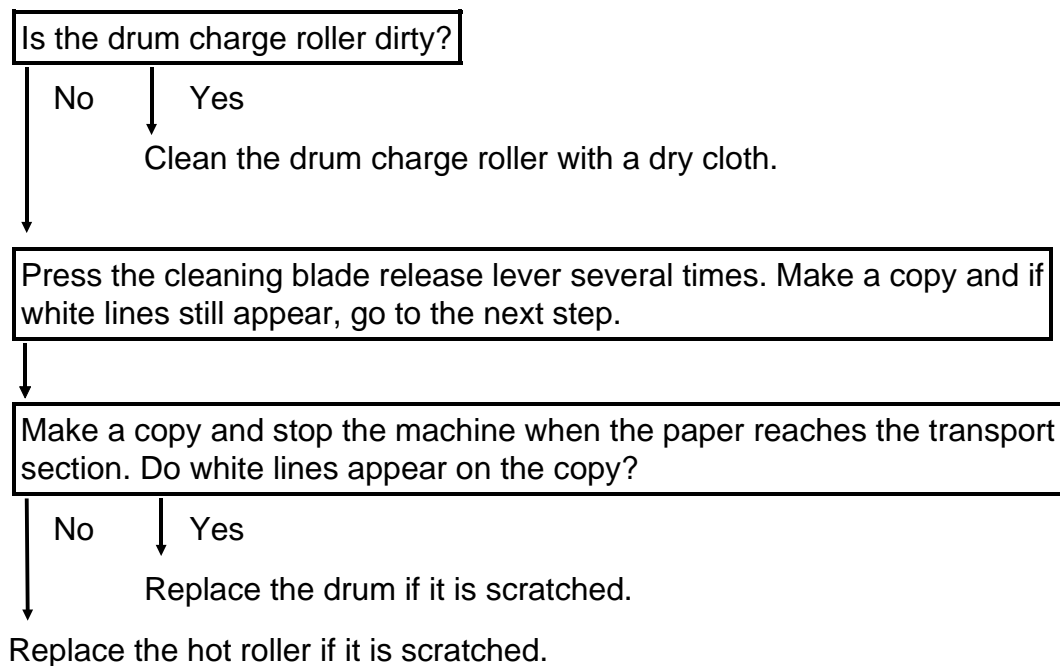 Is the drum charge roller dirty?
No Yes
Clean the drum charge roller with a dry cloth.
Press the cleaning blade release lever several times. Make a copy and if
white lines still appear, go to the next step.
Make a copy and stop the machine when the paper reaches the transport
section. Do white lines appear on the copy?
No Yes
Replace the drum if it is scratched.
Replace the hot roller if it is scratched.